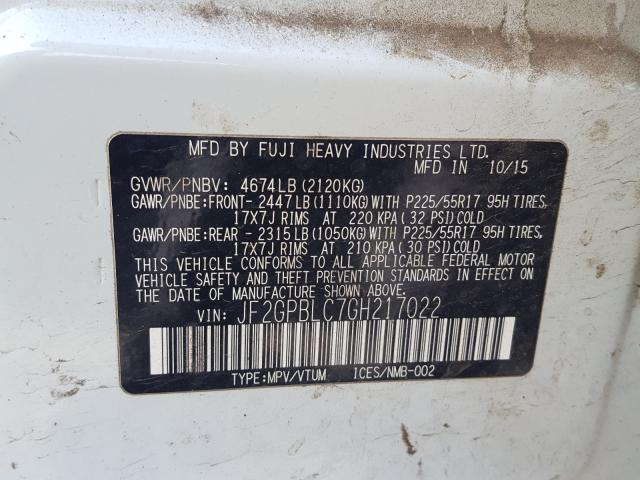 MFD BY FUJI HEAVY INDUSTRIES LTD.
MFD IN 10/15
GVWR/PNBV: 4674LB(2120KG)
GAWR/PNBE:FRONT-2447LB(1110KG)WITH P225/55R17 95H TIRES,
17X7J RIMS AT 220 KPA(32 PSI)COLD
GAWR/PNBE:REAR -2315LB(1050KG)WITH P225/55R17 95H TIRES,
17X7J RIMS AT 210 KPA(30 PSI)COLD
THIS VEHICLE CONFORMS TO ALL APPLICABLE FEDERAL MOTOR
VEHICLE SAFETY AND THEFT PREVENTION STANDARDS IN EFFECT ON
THE DATE OF MANUFACTURE SHOWN ABOVE.
VIN: JF2GPBLC7GH217022
TYPE:MPV/VTUM ICES/NMB-002